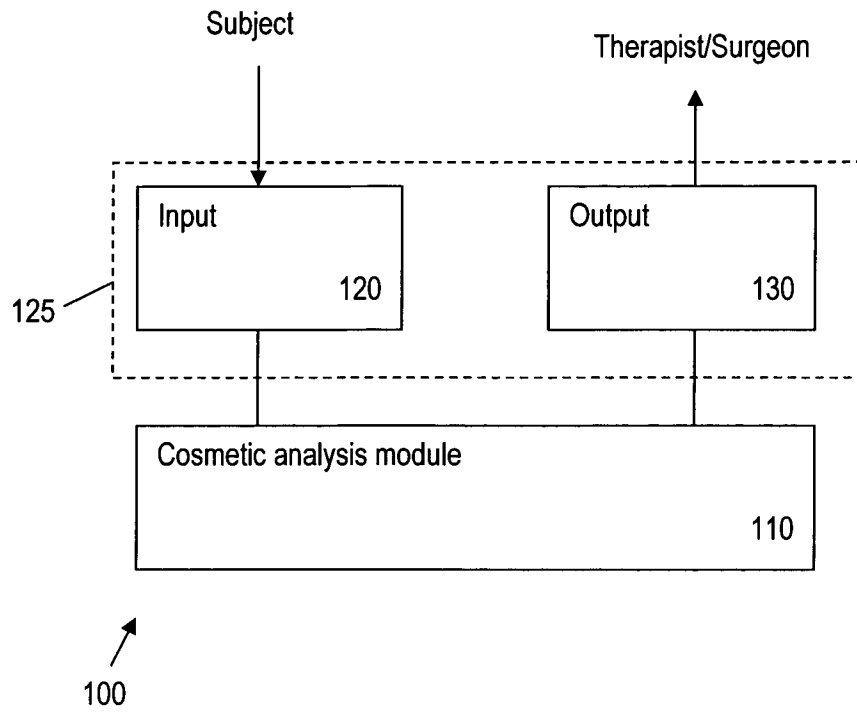 Subject
Therapist/Surgeon
Input
120
Output
130
125
Cosmetic analysis module
110
100